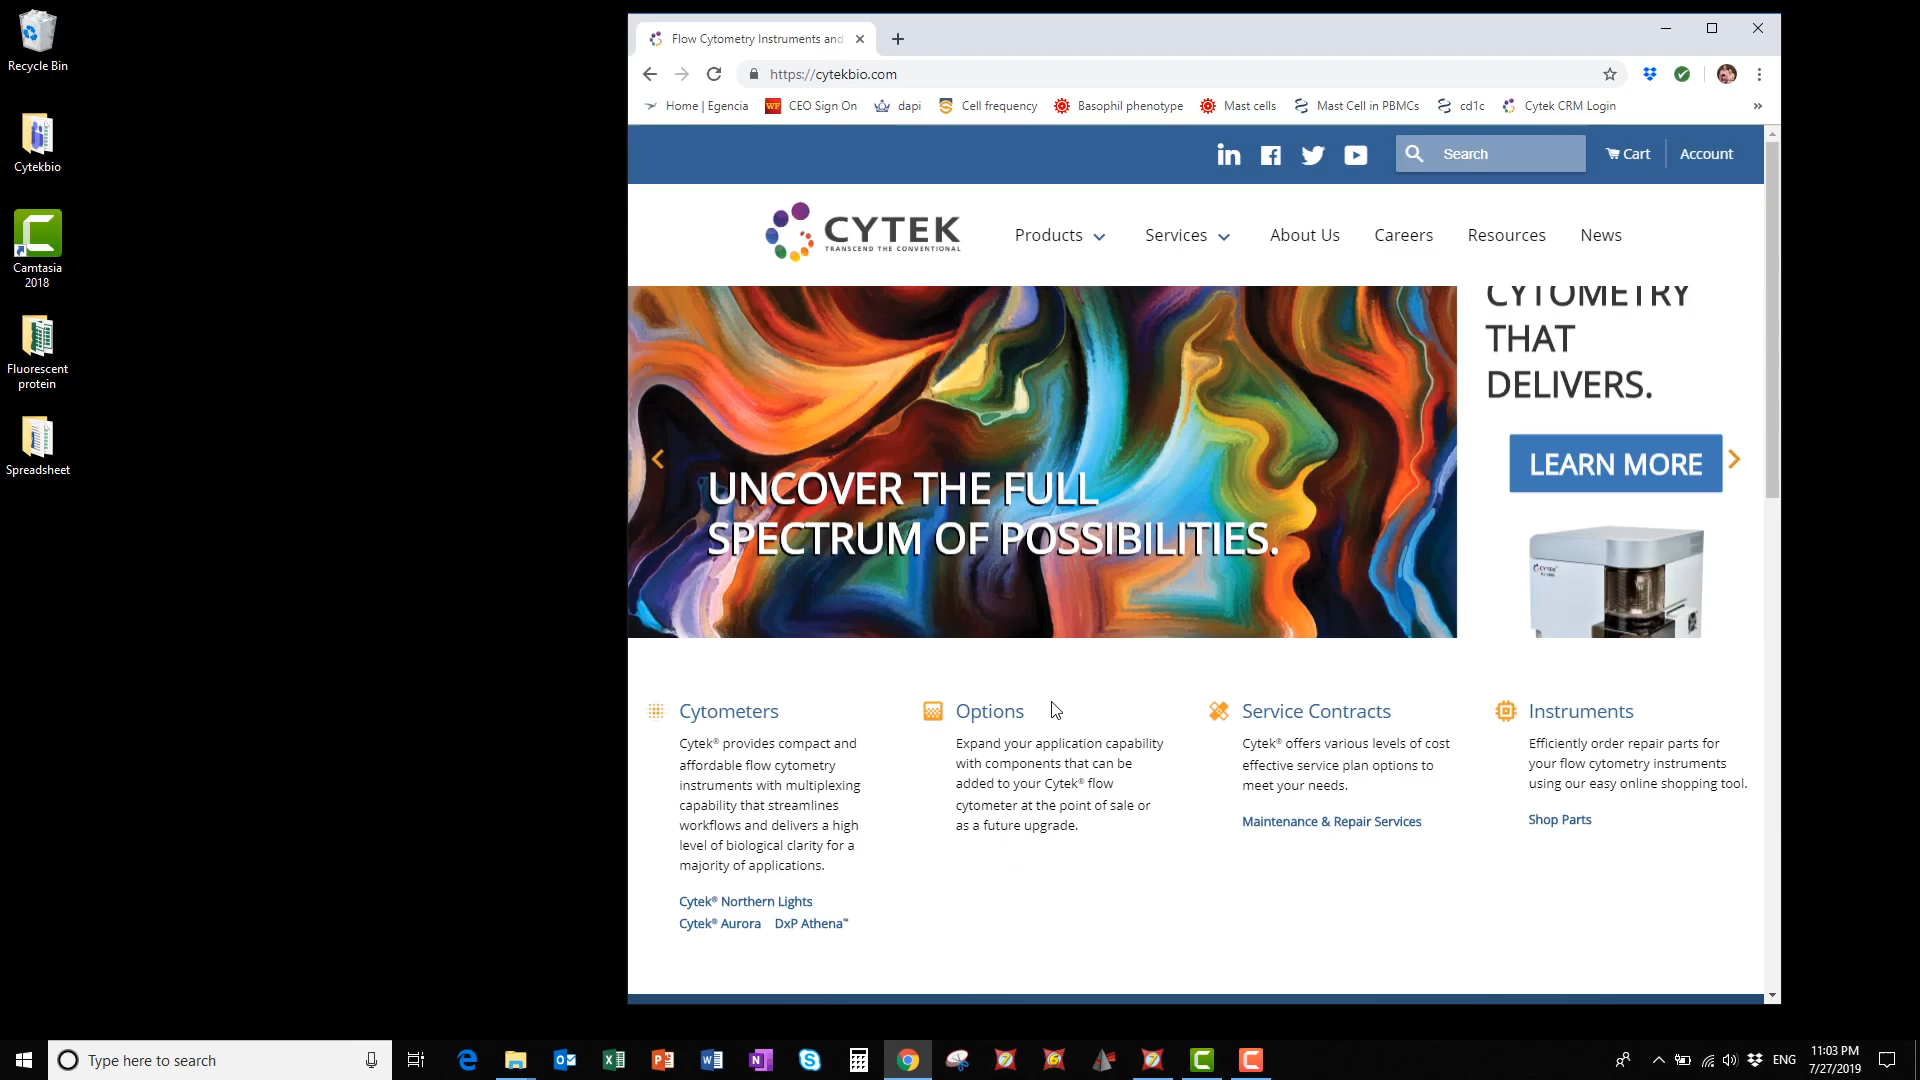 Recycle Bin
Cytekbio
Camtasia
2018
Fluorescent
protein
Spreadsheet
Flow Cytometry Instruments and
https://cytekbio.com
Home | Egencia
WF
CEO Sign On
dapi
Cell frequency
Basophil phenotype
Mast cells
Mast Cell in PBMCs
cd1c
Cytek CRM Login
»
in
Search
Cart
Account
CYTEK
TRANSCEND THE CONVENTIONAL
Products
Services
About Us
Careers
Resources
News
UNCOVER THE FULL
SPECTRUM OF POSSIBILITIES.
CYTOMETRY
THAT
DELIVERS.
LEARN MORE
CYTEK
Cytometers
Cytek® provides compact and
affordable flow cytometry
instruments with multiplexing
capability that streamlines
workflows and delivers a high
level of biological clarity for a
majority of applications.
Cytek® Northern Lights
Cytek® Aurora DxP Athena™
Options
Expand your application capability
with components that can be
added to your Cytek® flow
cytometer at the point of sale or
as a future upgrade.
Service Contracts
Cytek® offers various levels of cost
effective service plan options to
meet your needs.
Maintenance & Repair Services
Instruments
Efficiently order repair parts for
your flow cytometry instruments
using our easy online shopping tool.
Shop Parts
Type here to search
ENG
11:03 PM
7/27/2019